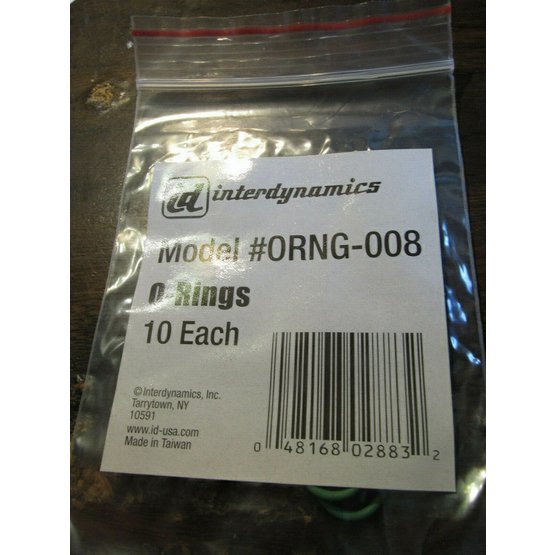 id interdynamics
Model #ORNG-008
O-Rings
10 Each
© Interdynamics, Inc.
Tarrytown, NY
10591
www.id-usa.com
Made in Taiwan
0 48168 02883 2